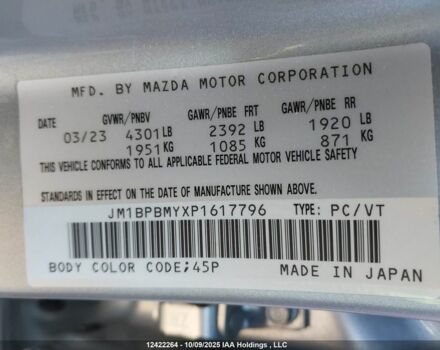 MFD. BY MAZDA MOTOR CORPORATION
DATE GVWR/PNBV GAWR/PNBE FRT GAWR/PNBE RR
03/23 4301 LB 2392 LB 1920 LB
1951 KG 1085 KG 871 KG
THIS VEHICLE CONFORMS TO ALL APPLICABLE FEDERAL MOTOR VEHICLE SAFETY
STANDARDS IN EFFECT ON THE DATE OF MANUFACTURE SHOWN ABOVE.
JM1BPBMYXP1617796 TYPE: PC/VT
BODY COLOR CODE;45P MADE IN JAPAN
12422264 - 10/09/2025 IAA Holdings, LLC